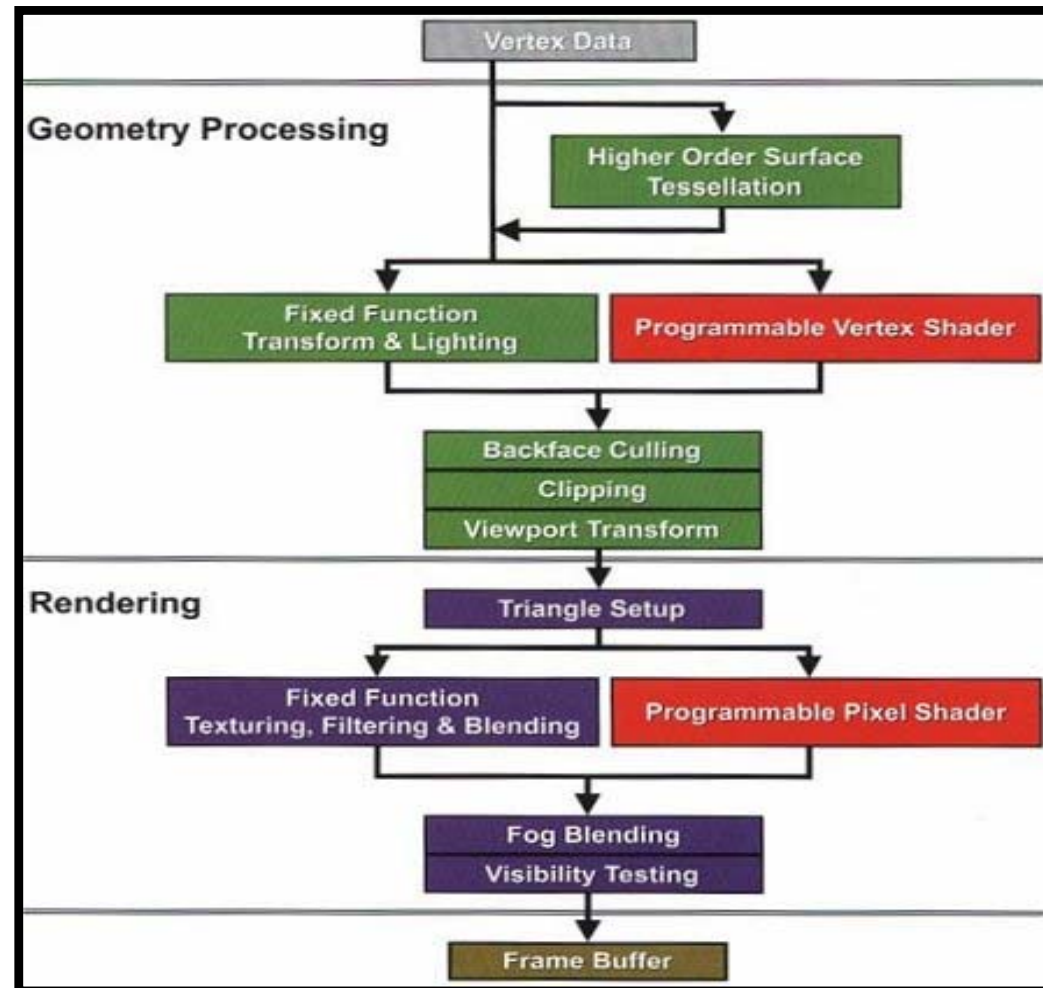 Vertex Data
Geometry Processing
Higher Order Surface
Tessellation
Fixed Function
Transform & Lighting
Programmable Vertex Shader
Backface Culling
Clipping
Viewport Transform
Rendering
Triangle Setup
Fixed Function
Texturing, Filtering & Blending
Programmable Pixel Shader
Fog Blending
Visibility Testing
Frame Buffer